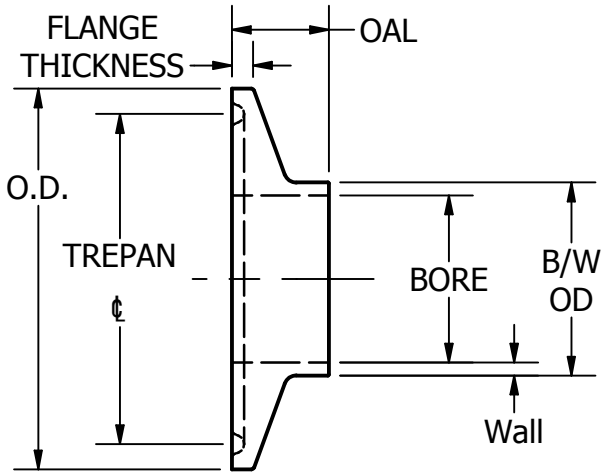 FLANGE
THICKNESS
OAL
O.D.
TREPAN
℄
BORE
B/W
OD
Wall